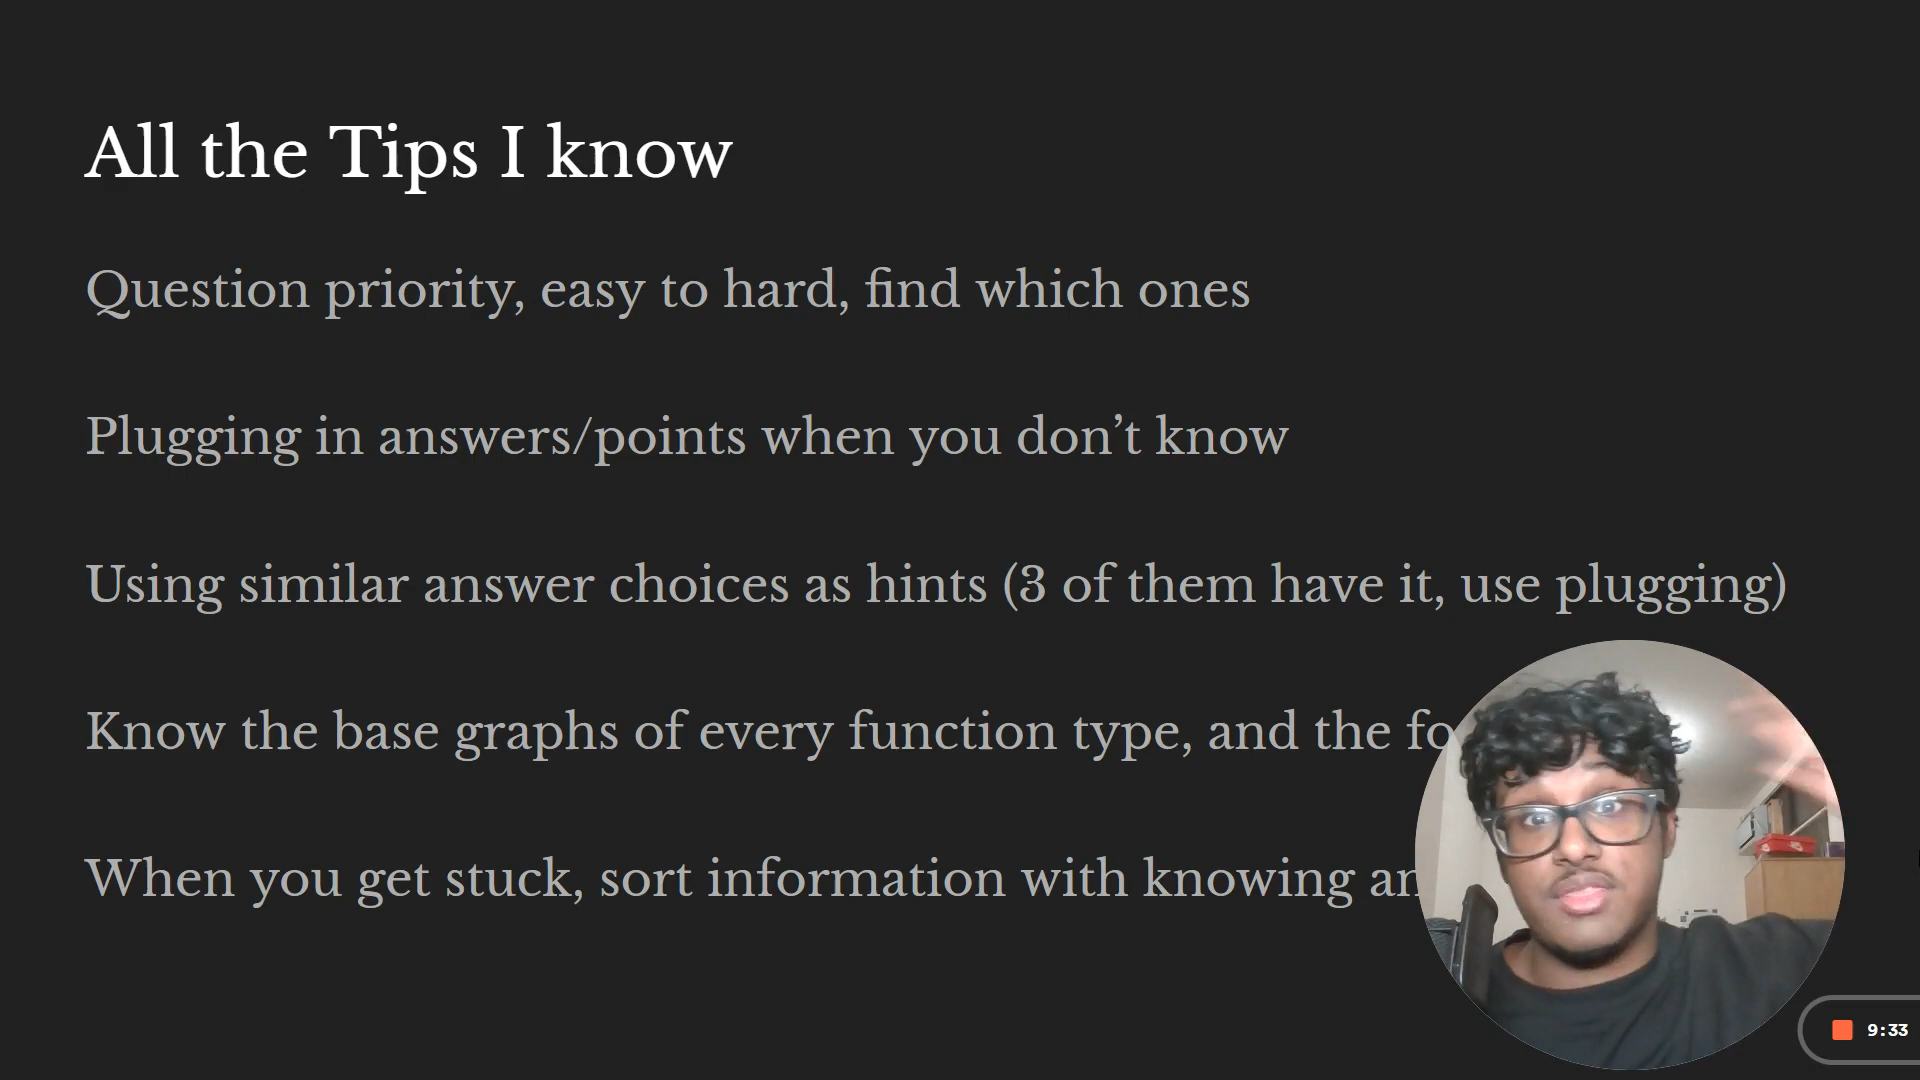 All the Tips I know
Question priority, easy to hard, find which ones
Plugging in answers/points when you don’t know
Using similar answer choices as hints (3 of them have it, use plugging)
Know the base graphs of every function type, and the
When you get stuck, sort information with knowing
9:33